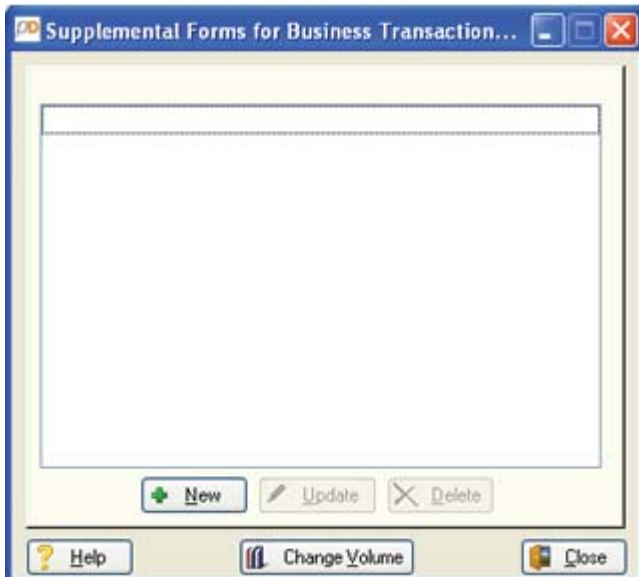 Supplemental Forms for Business Transaction...
New Update Delete
Help Change Volume Close